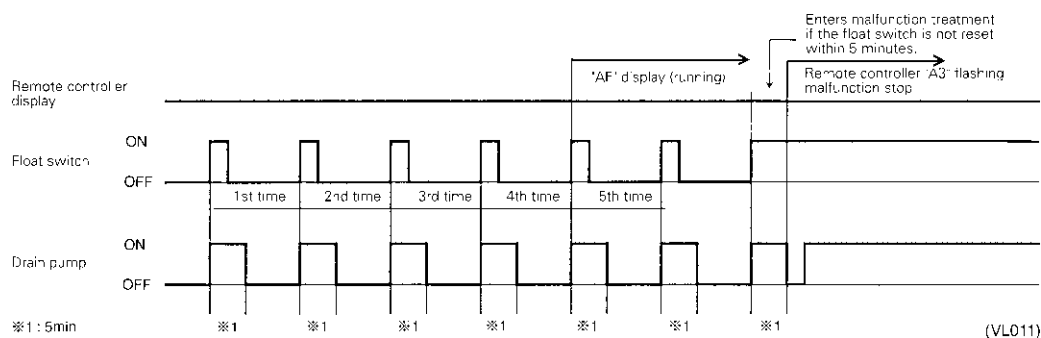 Enters malfunction treatment
if the float switch is not reset
within 5 minutes.
"AF" display (running)
Remote controller "A3" flashing
malfunction stop
Remote controller
display
ON
Float switch
OFF
1st time
2nd time
3rd time
4th time
5th time
ON
Drain pump
OFF
※1 : 5min
※1
※1
※1
※1
※1
※1
※1
(VL011)